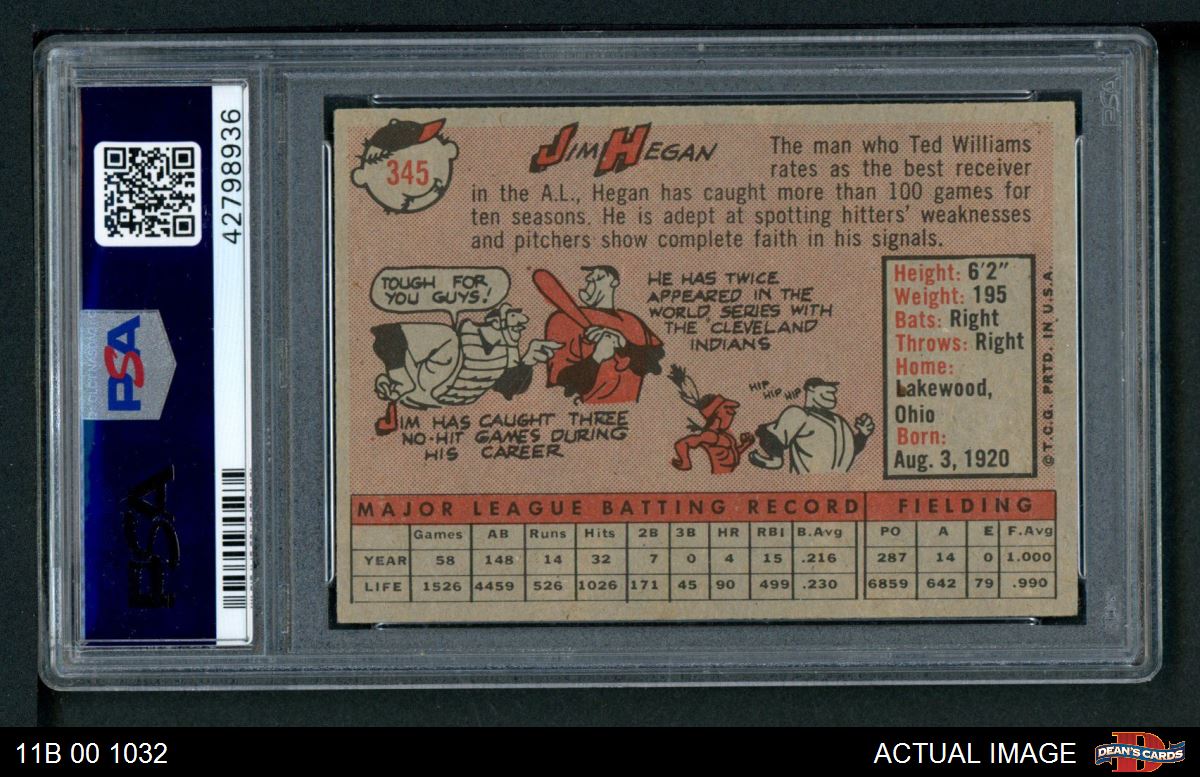 42798936
PSA
PSA
345
JIM HEGAN
The man who Ted Williams
rates as the best receiver
in the A.L., Hegan has caught more than 100 games for
ten seasons. He is adept at spotting hitters' weaknesses
and pitchers show complete faith in his signals.
TOUGH FOR
YOU GUYS!
JIM HAS CAUGHT THREE
NO-HIT GAMES DURING
HIS CAREER
HE HAS TWICE
APPEARED IN THE
WORLD SERIES WITH
THE CLEVELAND
INDIANS
HIP
HIP HIP
Height: 6'2"
Weight: 195
Bats: Right
Throws: Right
Home:
Lakewood,
Ohio
Born:
Aug. 3, 1920
© T.C.G. PRTD. IN U.S.A.
MAJOR LEAGUE BATTING RECORD FIELDING
Games AB Runs Hits 2B 3B HR RBI B.Avg PO A E F.Avg
YEAR 58 148 14 32 7 0 4 15 .216 287 14 0 1.000
LIFE 1526 4459 526 1026 171 45 90 499 .230 6859 642 79 .990
11B 00 1032
ACTUAL IMAGE
DEAN'S CARDS